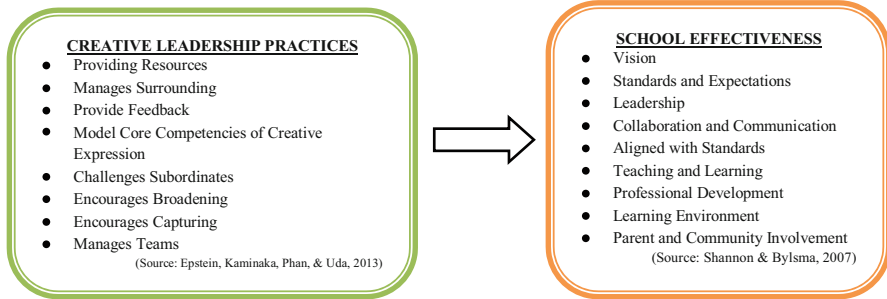 CREATIVE LEADERSHIP PRACTICES
● Providing Resources
● Manages Surrounding
● Provide Feedback
● Model Core Competencies of Creative
Expression
● Challenges Subordinates
● Encourages Broadening
● Encourages Capturing
● Manages Teams
(Source: Epstein, Kaminaka, Phan, & Uda, 2013)
SCHOOL EFFECTIVENESS
● Vision
● Standards and Expectations
● Leadership
● Collaboration and Communication
● Aligned with Standards
● Teaching and Learning
● Professional Development
● Learning Environment
● Parent and Community Involvement
(Source: Shannon & Bylsma, 2007)